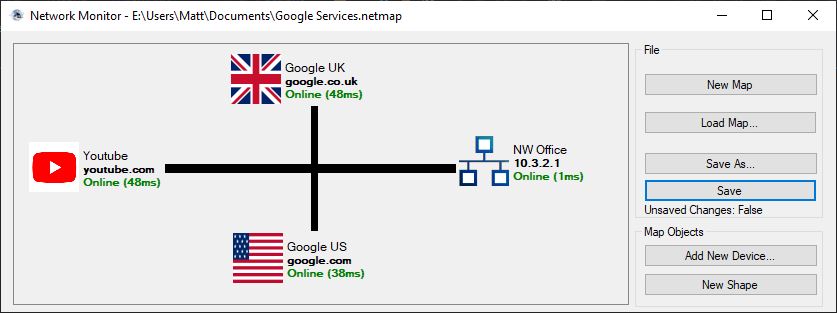 Network Monitor - E:\Users\Matt\Documents\Google Services.netmap
Google UK
google.co.uk
Online (48ms)
Youtube
youtube.com
Online (48ms)
NW Office
10.3.2.1
Online (1ms)
Google US
google.com
Online (38ms)
File
New Map
Load Map...
Save As...
Save
Unsaved Changes: False
Map Objects
Add New Device...
New Shape